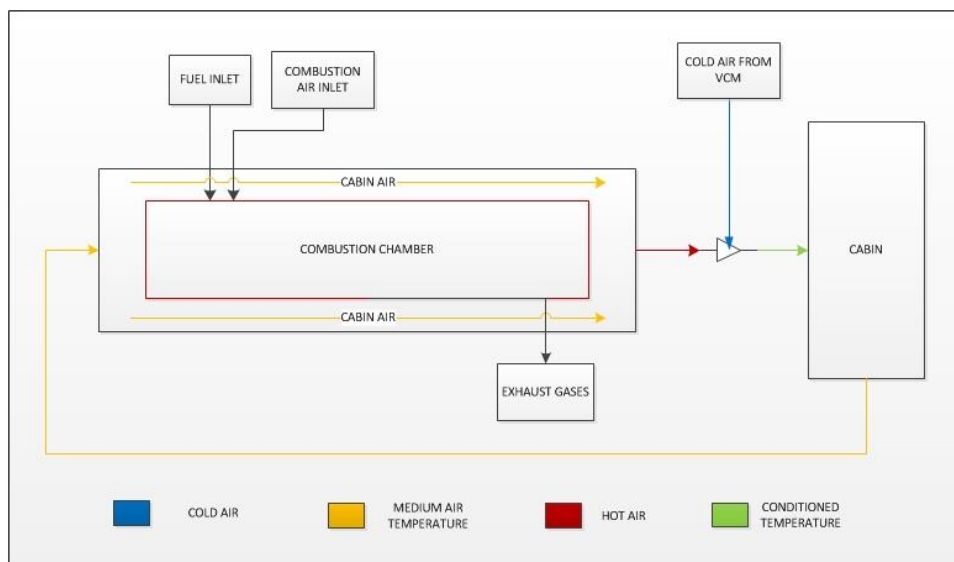 FUEL INLET
COMBUSTION
AIR INLET
COLD AIR FROM
VCM
CABIN AIR
COMBUSTION CHAMBER
CABIN
CABIN AIR
EXHAUST GASES
COLD AIR
MEDIUM AIR
TEMPERATURE
HOT AIR
CONDITIONED
TEMPERATURE